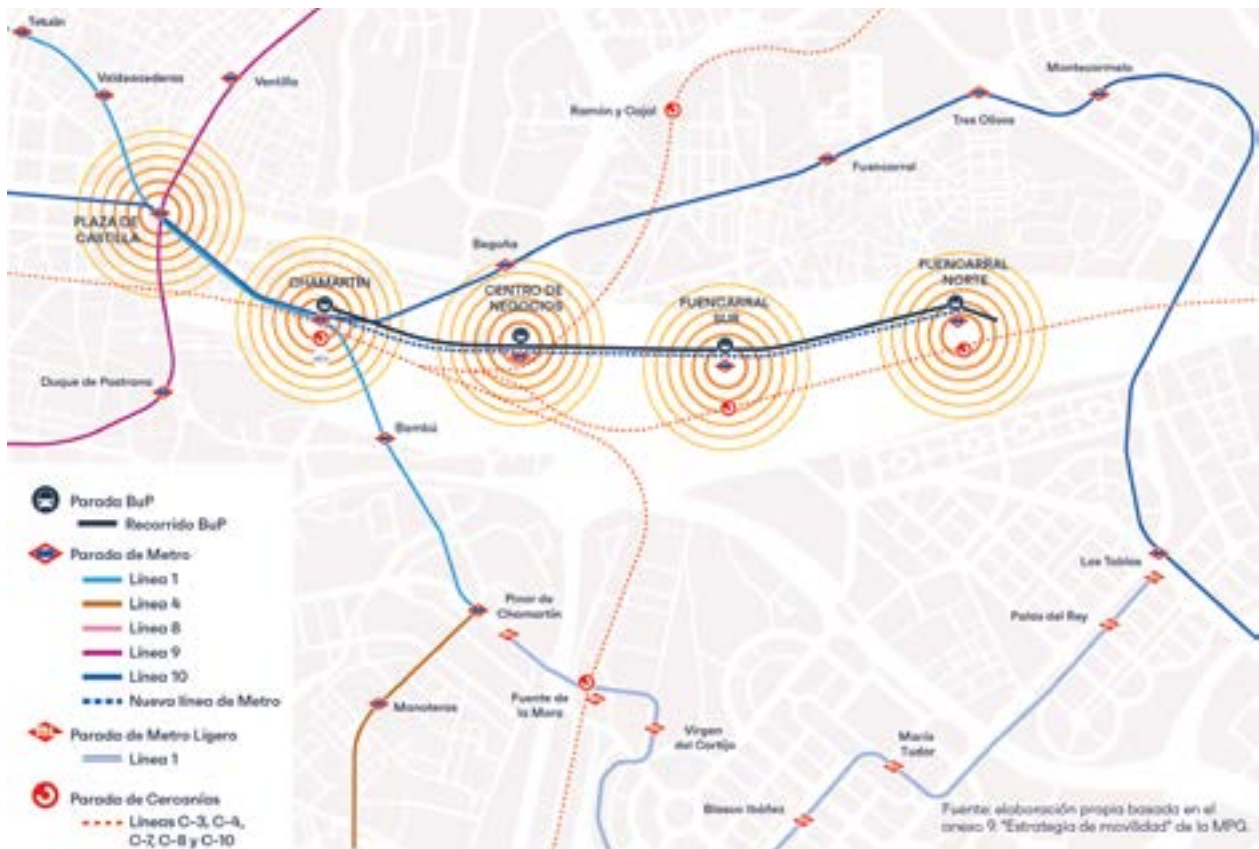 Tetuán
Valdeacederas
Ventilla
Ramón y Cajal
Montecarmelo
Tres Olivos
Fuencarral
PLAZA DE
CASTILLA
Begoña
CHAMARTÍN
CENTRO DE
NEGOCIOS
FUENCARRAL
SUR
FUENCARRAL
NORTE
Duque de Pastrana
Bambú
Parada BuP
Recorrido BuP
Parada de Metro
Línea 1
Línea 4
Línea 8
Línea 9
Línea 10
Nueva línea de Metro
Parada de Metro Ligero
Línea 1
Parada de Cercanías
Líneas C-3, C-4,
C-7, C-8 y C-10
Pinar de
Chamartín
Manoteras
Fuente de
la Mora
Virgen
del Cortijo
Las Tablas
Palas del Rey
María
Tudor
Blasco Ibáñez
Fuente: elaboración propia basada en el
anexo 9. "Estrategia de movilidad" de la MPG.